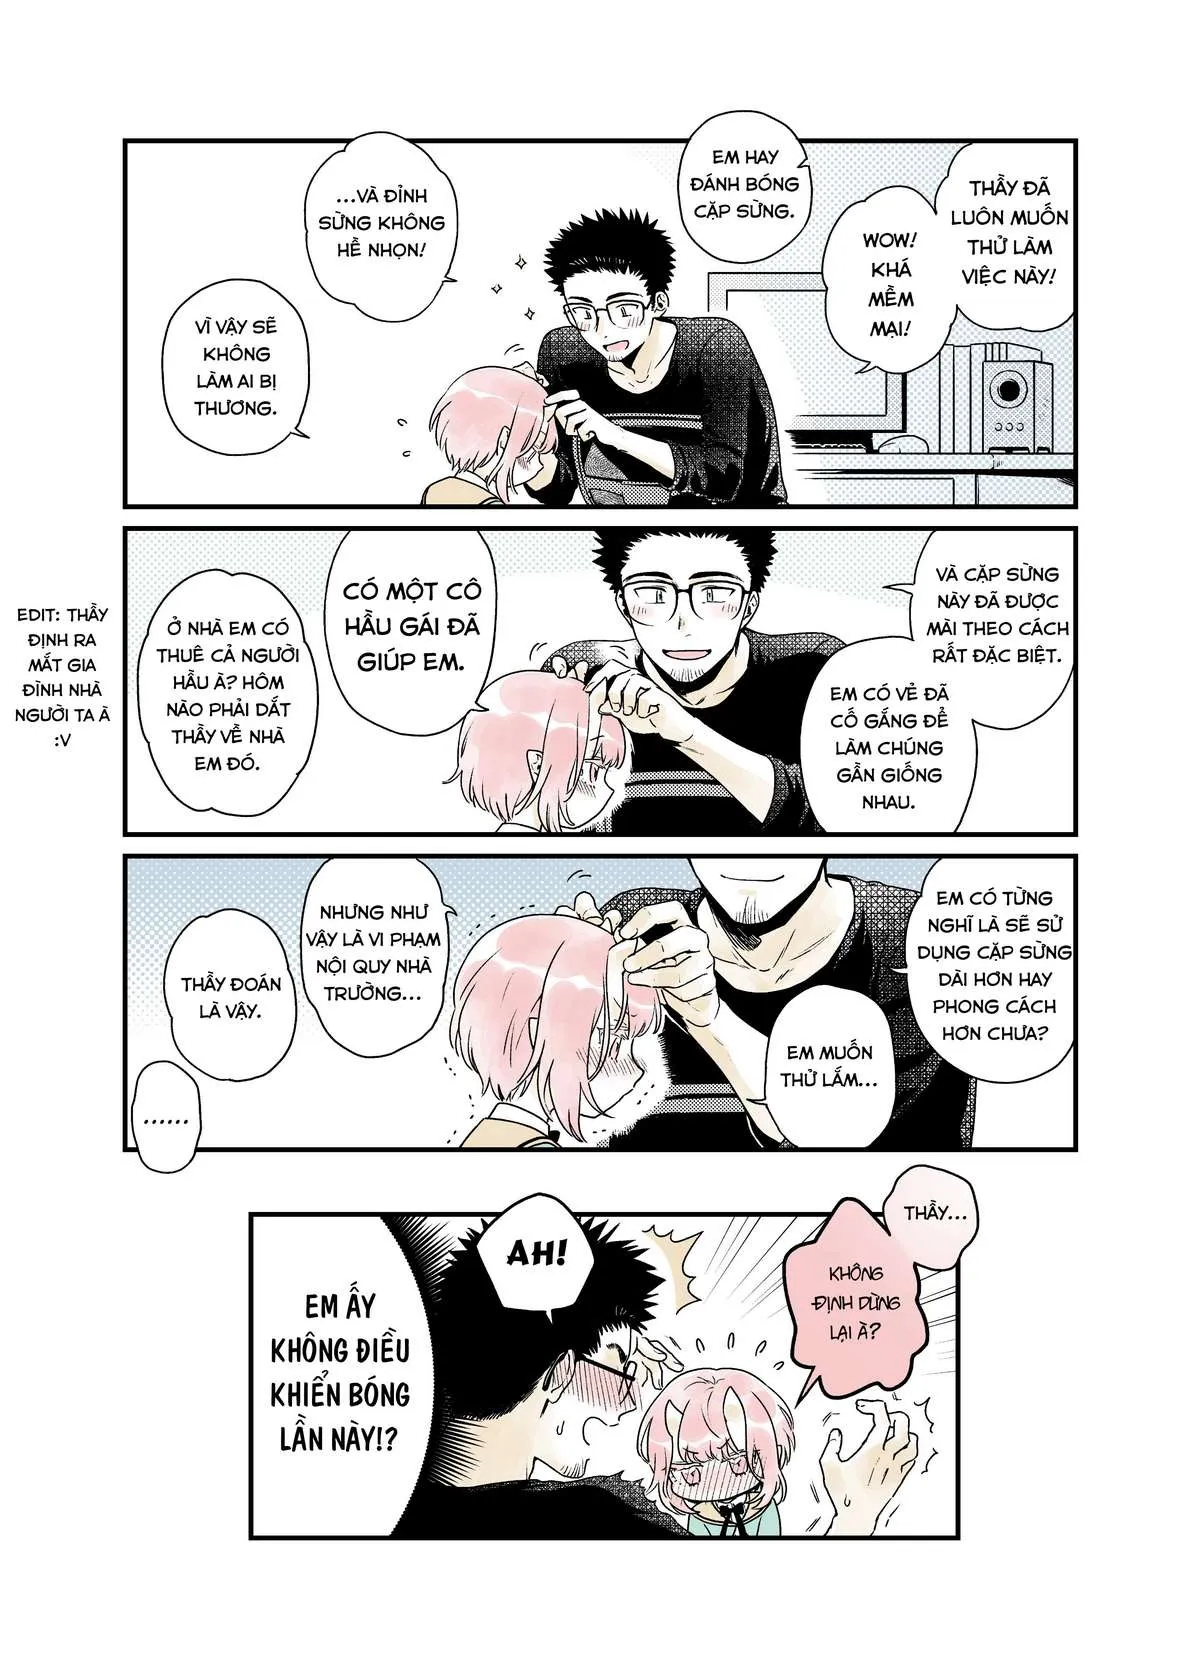 THẦY ĐÃ
LUÔN MUỐN
THỬ LÀM
VIỆC NÀY!
WOW!
KHÁ
MỀM
MẠI!
EM HAY
ĐÁNH BÓNG
CẶP SỪNG.
...VÀ ĐỈNH
SỪNG KHÔNG
HỀ NHỌN!
VÌ VẬY SẼ
KHÔNG
LÀM AI BỊ
THƯƠNG.
VÀ CẶP SỪNG
NÀY ĐÃ ĐƯỢC
MÀI THEO CÁCH
RẤT ĐẶC BIỆT.
EM CÓ VẺ ĐÃ
CỐ GẮNG ĐỂ
LÀM CHÚNG
GẦN GIỐNG
NHAU.
CÓ MỘT CÔ
HẦU GÁI ĐÃ
GIÚP EM.
Ở NHÀ EM CÓ
THUÊ CẢ NGƯỜI
HẦU À? HÔM
NÀO PHẢI DẮT
THẦY VỀ NHÀ
EM ĐÓ.
EDIT: THẦY
ĐỊNH RA
MẮT GIA
ĐÌNH NHÀ
NGƯỜI TA À
:V
EM CÓ TỪNG
NGHĨ LÀ SẼ SỬ
DỤNG CẶP SỪNG
DÀI HƠN HAY
PHONG CÁCH
HƠN CHƯA?
EM MUỐN
THỬ LẮM...
NHƯNG NHƯ
VẬY LÀ VI PHẠM
NỘI QUY NHÀ
TRƯỜNG...
THẦY ĐOÁN
LÀ VẬY.
......
THẦY...
KHÔNG
ĐỊNH DỪNG
LẠI À?
AH!
EM ẤY
KHÔNG ĐIỀU
KHIỂN BÓNG
LẦN NÀY!?